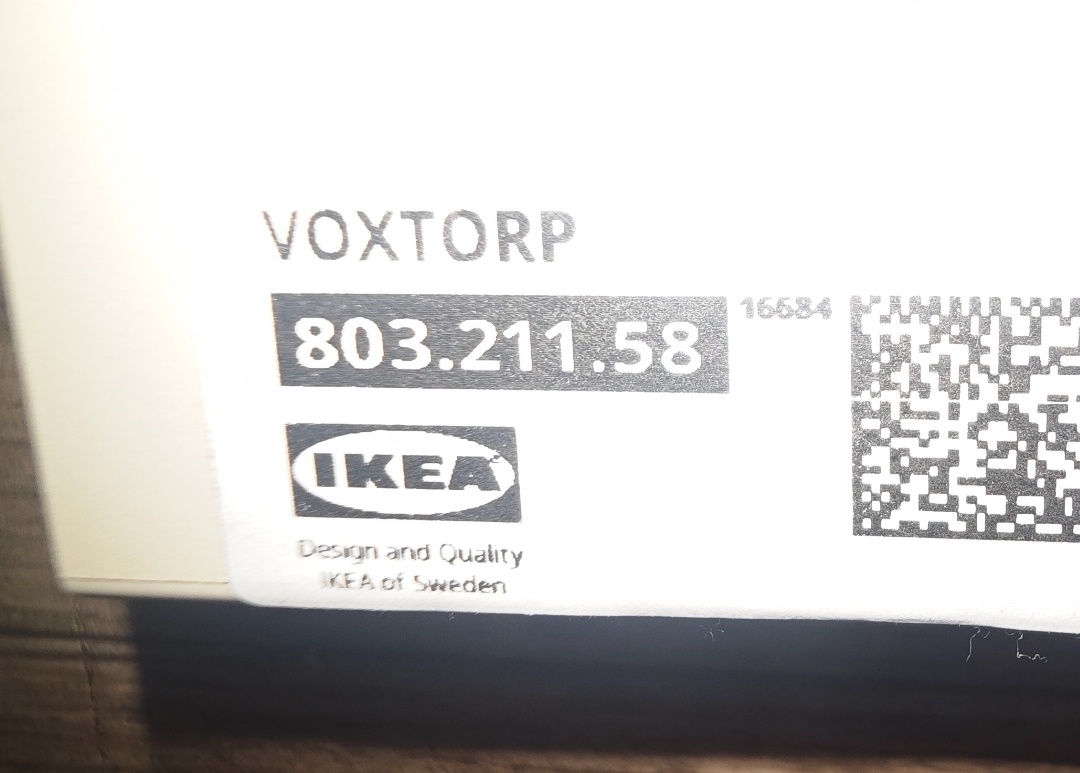 VOXTORP
803.211.58
16684
IKEA
Design and Quality
IKEA of Sweden